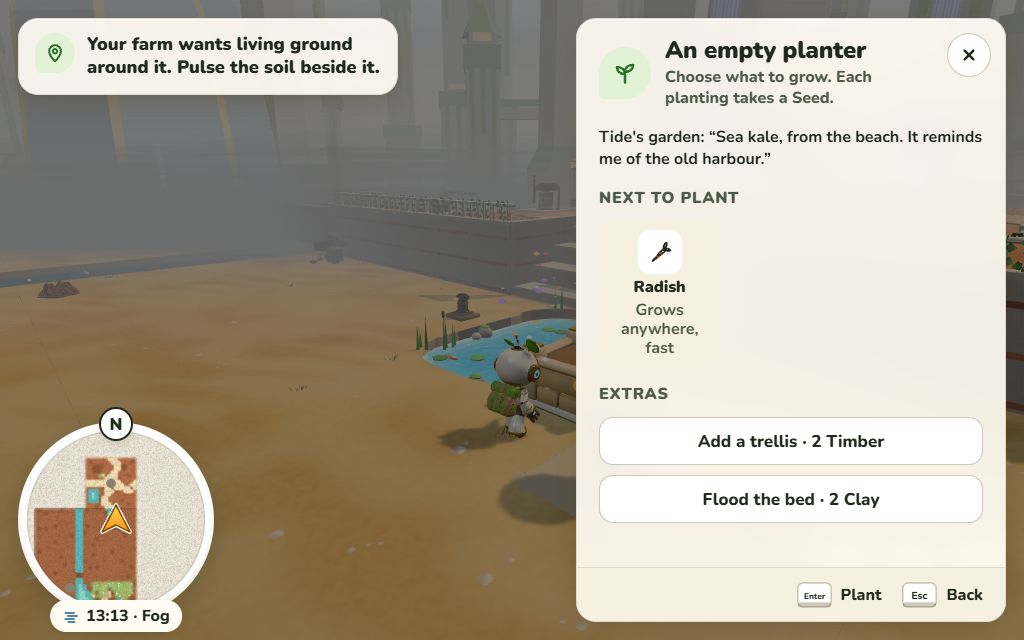 Your farm wants living ground
around it. Pulse the soil beside it.
An empty planter
Choose what to grow. Each
planting takes a Seed.
Tide's garden: “Sea kale, from the beach. It reminds
me of the old harbour.”
NEXT TO PLANT
Radish
Grows
anywhere,
fast
EXTRAS
Add a trellis · 2 Timber
Flood the bed · 2 Clay
Enter Plant Esc Back
N
13:13 · Fog